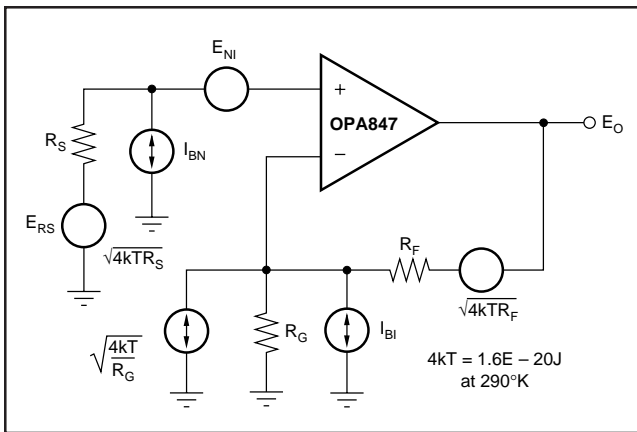 E_NI
+
OPA847
−
E_O
R_S
I_BN
E_RS
√4kTR_S
R_F
√4kTR_F
√4kT/R_G
R_G
I_BI
4kT = 1.6E – 20J
at 290°K